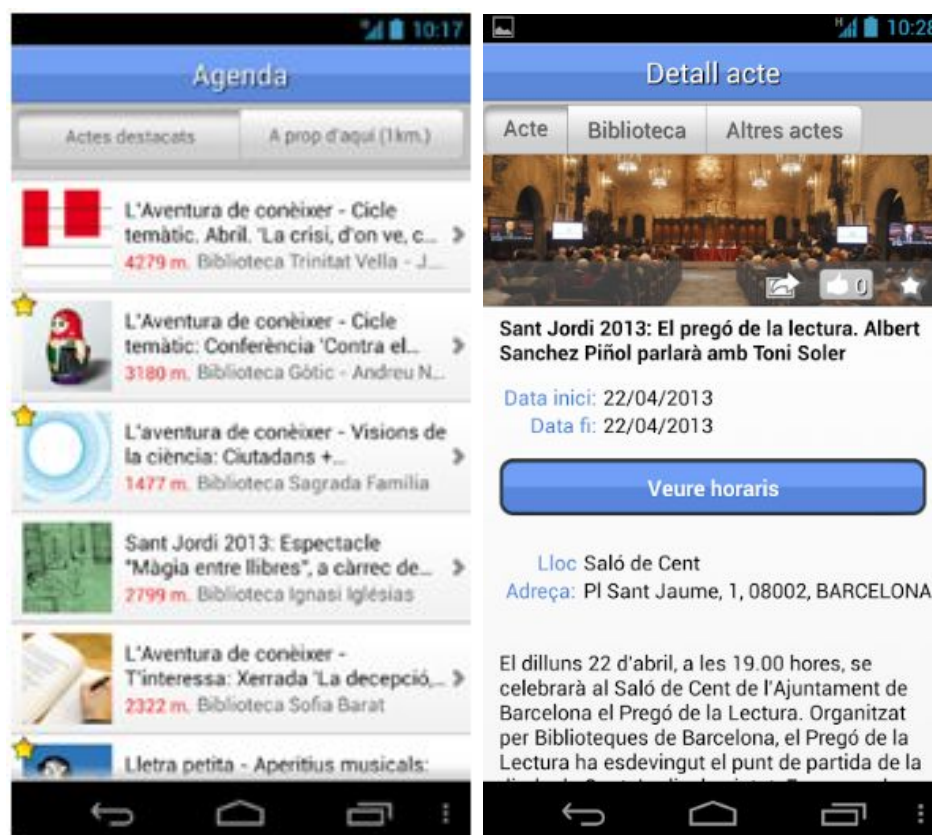 10:17
Agenda
Actes destacats
A prop d'aquí (1km.)
L'Aventura de conèixer - Cicle
temàtic. Abril. 'La crisi, d'on ve, c...
4279 m. Biblioteca Trinitat Vella - J...
L'Aventura de conèixer - Cicle
temàtic: Conferència 'Contra el...
3180 m. Biblioteca Gòtic - Andreu N...
L'aventura de conèixer - Visions de
la ciència: Ciutadans +...
1477 m. Biblioteca Sagrada Família
Sant Jordi 2013: Espectacle
"Màgia entre llibres", a càrrec de...
2799 m. Biblioteca Ignasi Iglésias
L'Aventura de conèixer -
T'interessa: Xerrada 'La decepció,...
2322 m. Biblioteca Sofia Barat
Lletra petita - Aperitius musicals:
H
10:28
Detall acte
Acte
Biblioteca
Altres actes
0
Sant Jordi 2013: El pregó de la lectura. Albert
Sanchez Piñol parlarà amb Toni Soler
Data inici: 22/04/2013
Data fi: 22/04/2013
Veure horaris
Lloc Saló de Cent
Adreça: Pl Sant Jaume, 1, 08002, BARCELONA
El dilluns 22 d'abril, a les 19.00 hores, se
celebrarà al Saló de Cent de l'Ajuntament de
Barcelona el Pregó de la Lectura. Organitzat
per Biblioteques de Barcelona, el Pregó de la
Lectura ha esdevingut el punt de partida de la